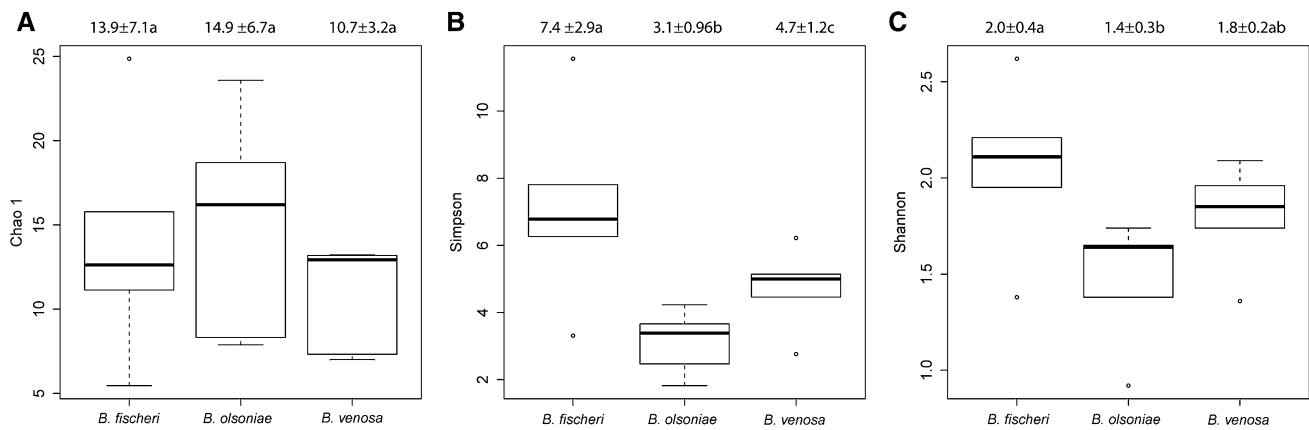 A
13.9±7.1a 14.9 ±6.7a 10.7±3.2a
Chao 1
25
20
15
10
5
B. fischeri B. olsoniae B. venosa
B
7.4 ±2.9a 3.1±0.96b 4.7±1.2c
Simpson
10
8
6
4
2
B. fischeri B. olsoniae B. venosa
C
2.0±0.4a 1.4±0.3b 1.8±0.2ab
Shannon
2.5
2.0
1.5
1.0
B. fischeri B. olsoniae B. venosa